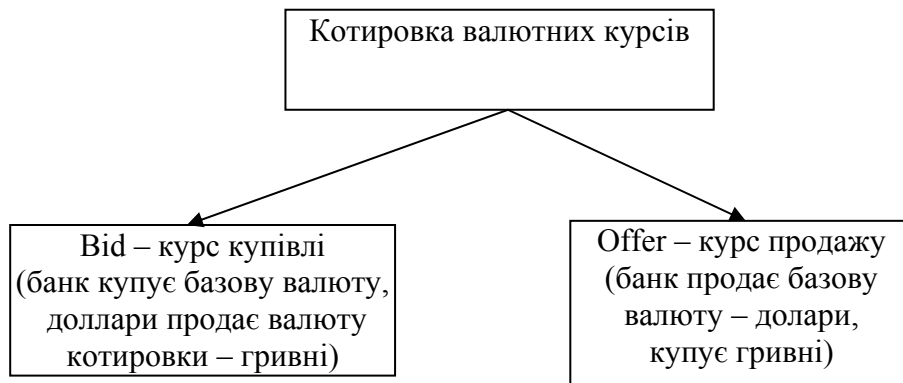 Котировка валютних курсів
Bid – курс купівлі
(банк купує базову валюту,
доллари продає валюту
котировки – гривні)
Offer – курс продажу
(банк продає базову
валюту – долари,
купує гривні)